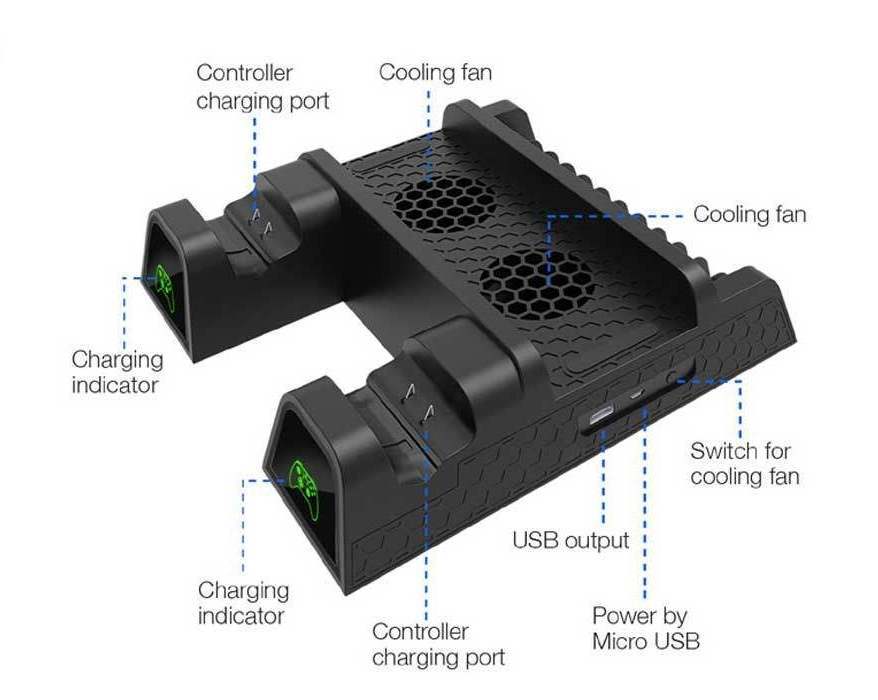 Controller
charging port
Cooling fan
Cooling fan
Charging
indicator
Switch for
cooling fan
USB output
Charging
indicator
Power by
Micro USB
Controller
charging port